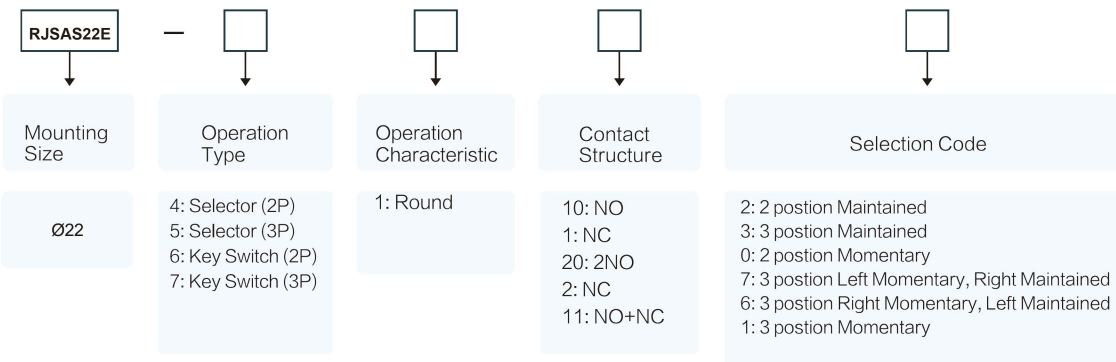 RJSAS22E —
Mounting
Size
Operation
Type
Operation
Characteristic
Contact
Structure
Selection Code
Ø22
4: Selector (2P)
5: Selector (3P)
6: Key Switch (2P)
7: Key Switch (3P)
1: Round
10: NO
1: NC
20: 2NO
2: NC
11: NO+NC
2: 2 postion Maintained
3: 3 postion Maintained
0: 2 postion Momentary
7: 3 postion Left Momentary, Right Maintained
6: 3 postion Right Momentary, Left Maintained
1: 3 postion Momentary